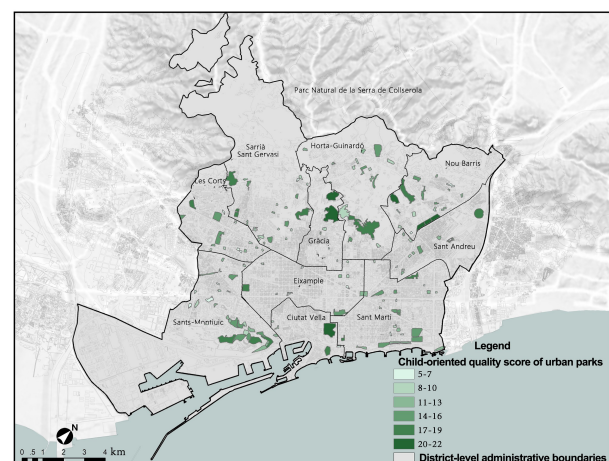 Parc Natural de la Serra de Collserola
Sarrià
Sant Gervasi
Horta-Guinardó
Nou Barris
Les Corts
Gràcia
Sant Andreu
Eixample
Sants-Montjuïc
Ciutat Vella
Sant Martí
Legend
Child-oriented quality score of urban parks
5-7
8-10
11-13
14-16
17-19
20-22
District-level administrative boundaries
N
0 .5 1 2 3 4 km